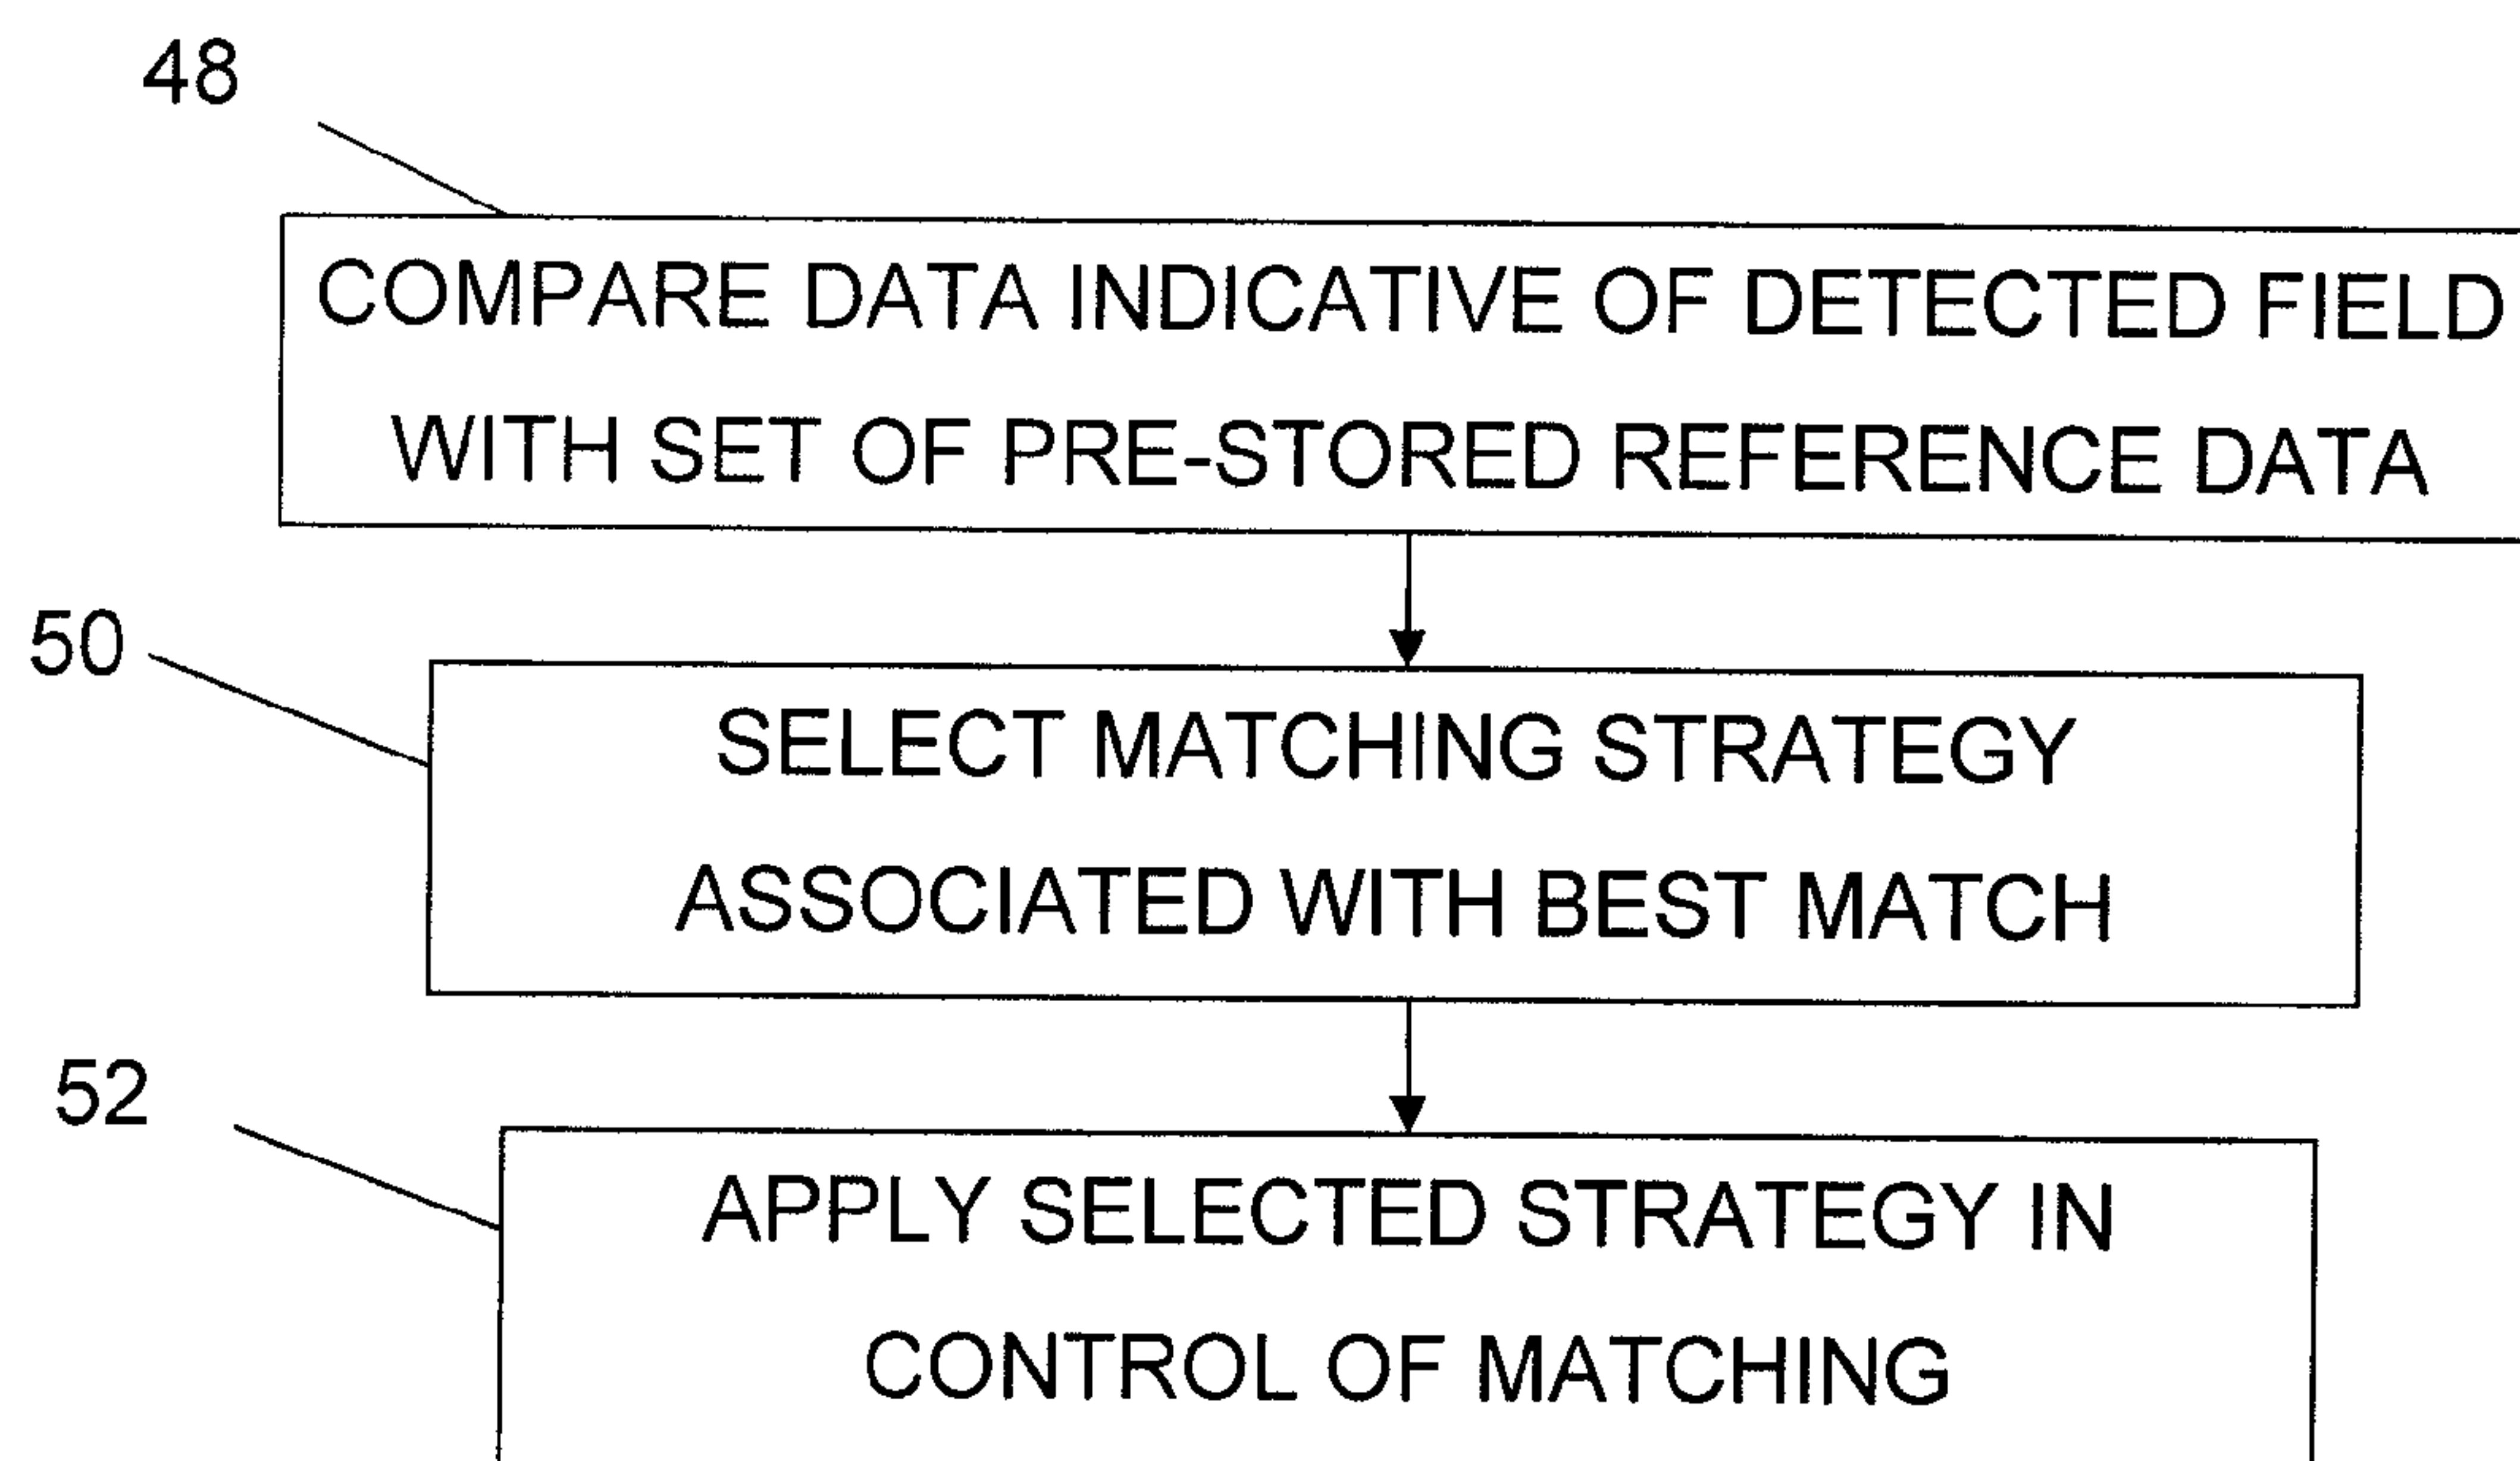 48
COMPARE DATA INDICATIVE OF DETECTED FIELD
WITH SET OF PRE-STORED REFERENCE DATA
50
SELECT MATCHING STRATEGY
ASSOCIATED WITH BEST MATCH
52
APPLY SELECTED STRATEGY IN
CONTROL OF MATCHING